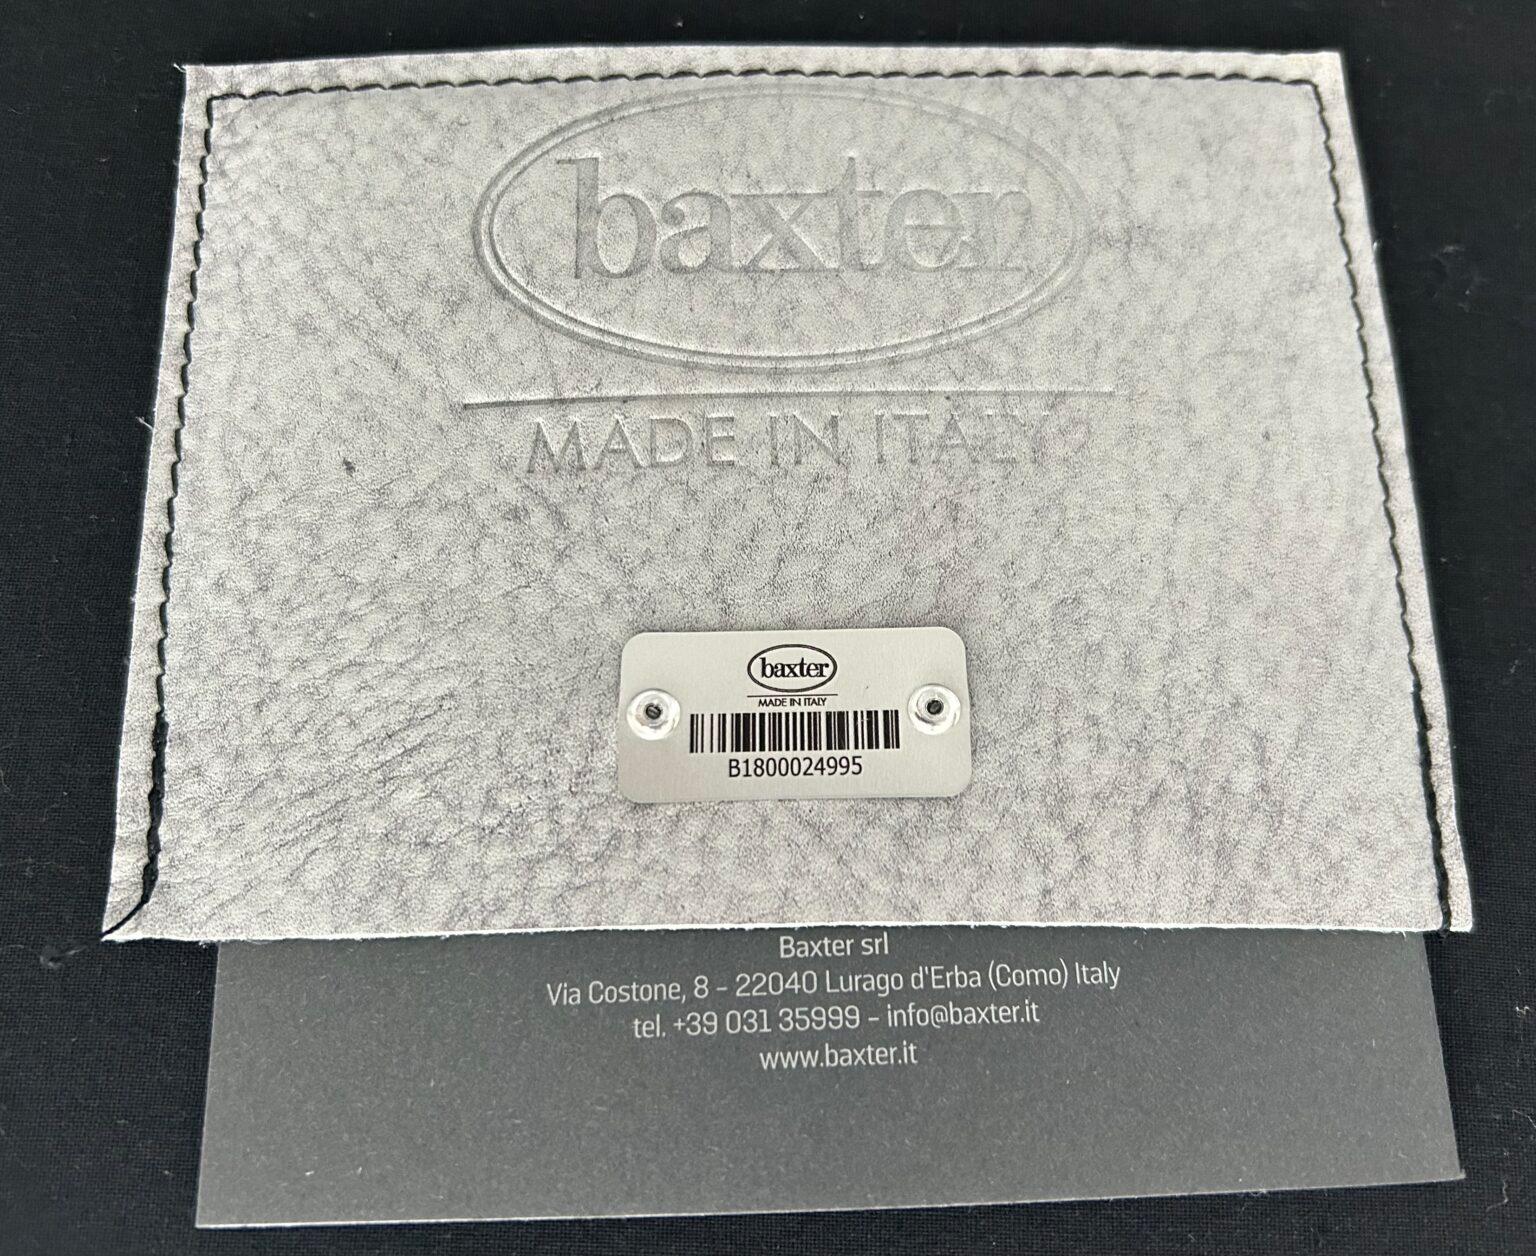 baxter
MADE IN ITALY
baxter
MADE IN ITALY
B1800024995
Baxter srl
Via Costone, 8 - 22040 Lurago d'Erba (Como) Italy
tel. +39 031 35999 - info@baxter.it
www.baxter.it